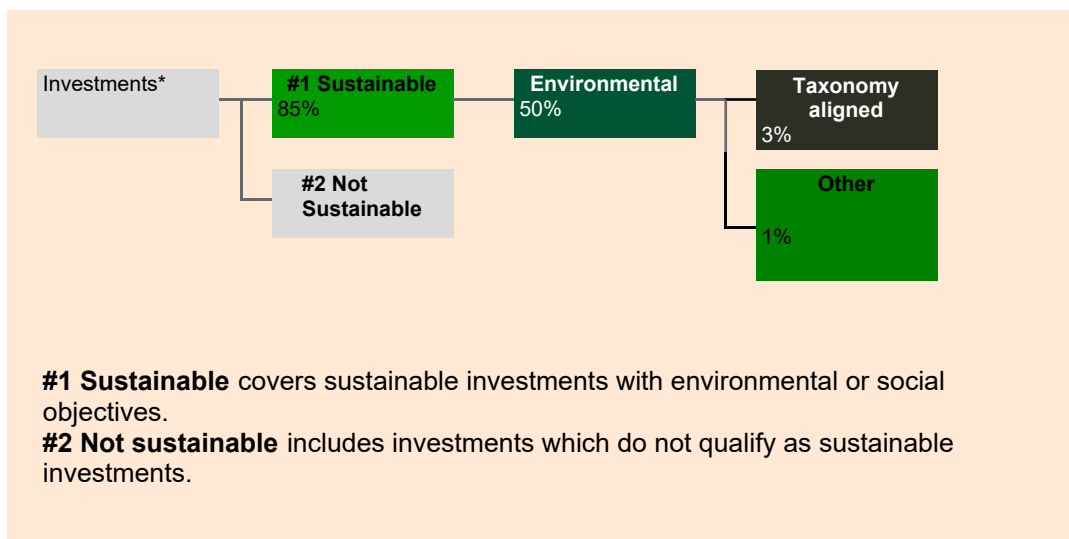 Investments*
#1 Sustainable
85%
Environmental
50%
Taxonomy
aligned
3%
#2 Not
Sustainable
Other
1%
#1 Sustainable covers sustainable investments with environmental or social
objectives.
#2 Not sustainable includes investments which do not qualify as sustainable
investments.